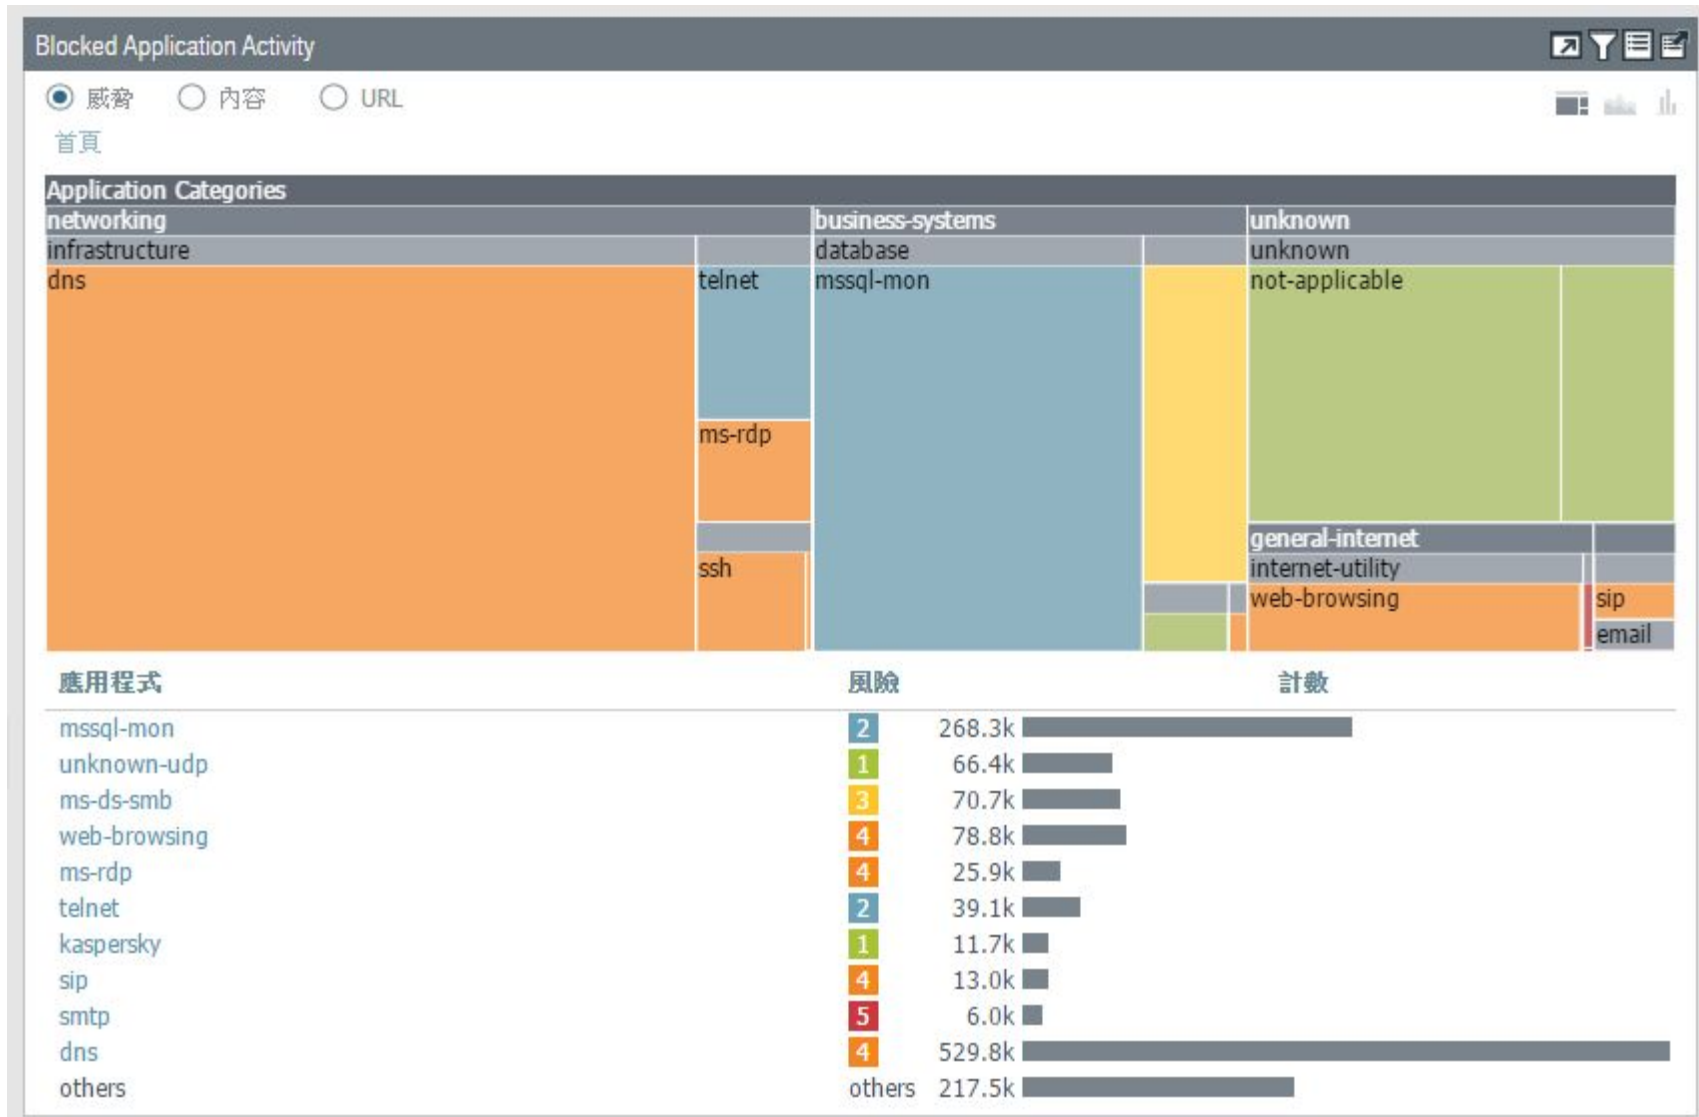 Blocked Application Activity
威脅 內容 URL
首頁
Application Categories
networking business-systems unknown
infrastructure database unknown
dns telnet mssql-mon not-applicable
ms-rdp
general-internet
ssh internet-utility
web-browsing sip
email
應用程式 風險 計數
mssql-mon 2 268.3k
unknown-udp 1 66.4k
ms-ds-smb 3 70.7k
web-browsing 4 78.8k
ms-rdp 4 25.9k
telnet 2 39.1k
kaspersky 1 11.7k
sip 4 13.0k
smtp 5 6.0k
dns 4 529.8k
others others 217.5k